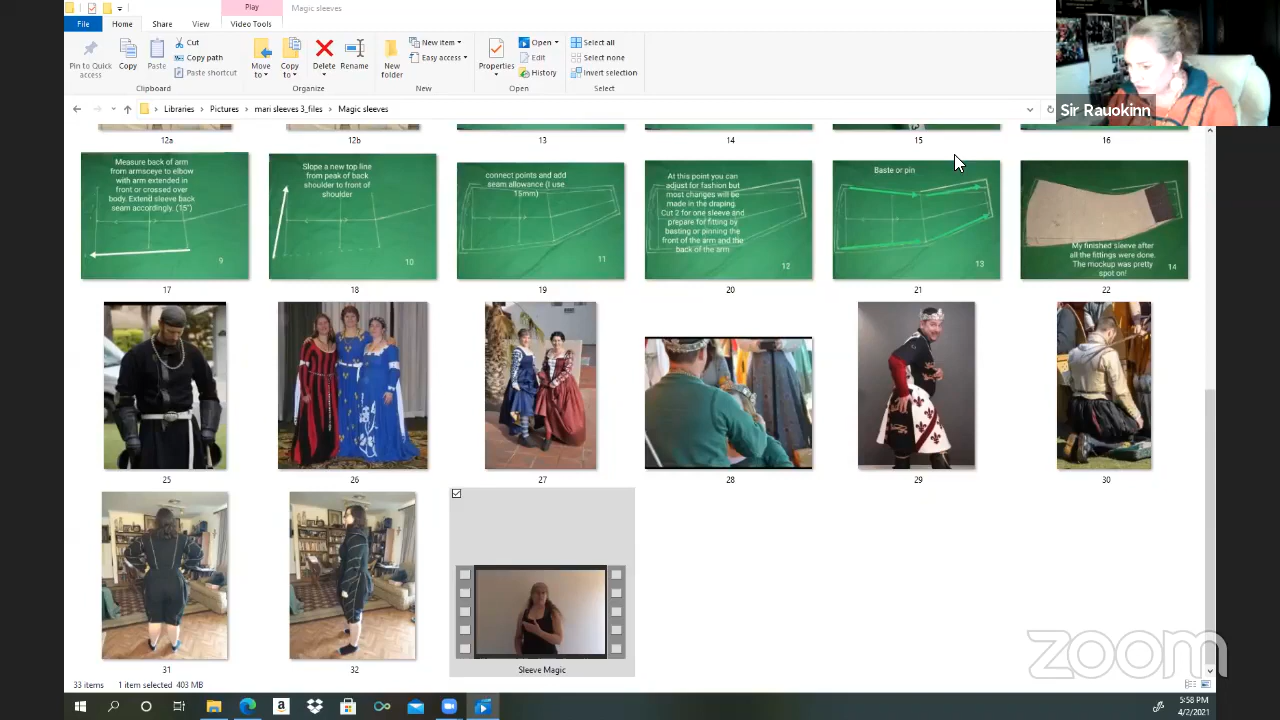 Play
Magic sleeves
File
Home
Share
View
Video Tools
Pin to Quick
access
Copy
Paste
Cut
Copy path
Paste shortcut
Clipboard
Move
to
Copy
to
Delete
Rename
Organize
New
folder
New item
Easy access
New
Properties
Open
Edit
History
Open
Select all
Select none
Invert selection
Select
Sir Rauokinn
Libraries
Pictures
mari sleeves 3_files
Magic sleeves
12a
12b
13
14
15
16
Measure back of arm
from armsceye to elbow
with arm extended in
front or crossed over
body. Extend sleeve back
seam accordingly. (15")
9
Slope a new top line
from peak of back
shoulder to front of
shoulder
10
connect points and add
seam allowance (I use
15mm)
11
At this point you can
adjust for fashion but
most changes will be
made in the draping.
Cut 2 for one sleeve and
prepare for fitting by
basting or pinning the
front of the arm and the
back of the arm
12
Baste or pin
13
My finished sleeve after
all the fittings were done.
The mockup was pretty
spot on!
14
17
18
19
20
21
22
25
26
27
28
29
30
31
32
Sleeve Magic
zoom
33 items
1 item selected 403 MB
5:58 PM
4/2/2021